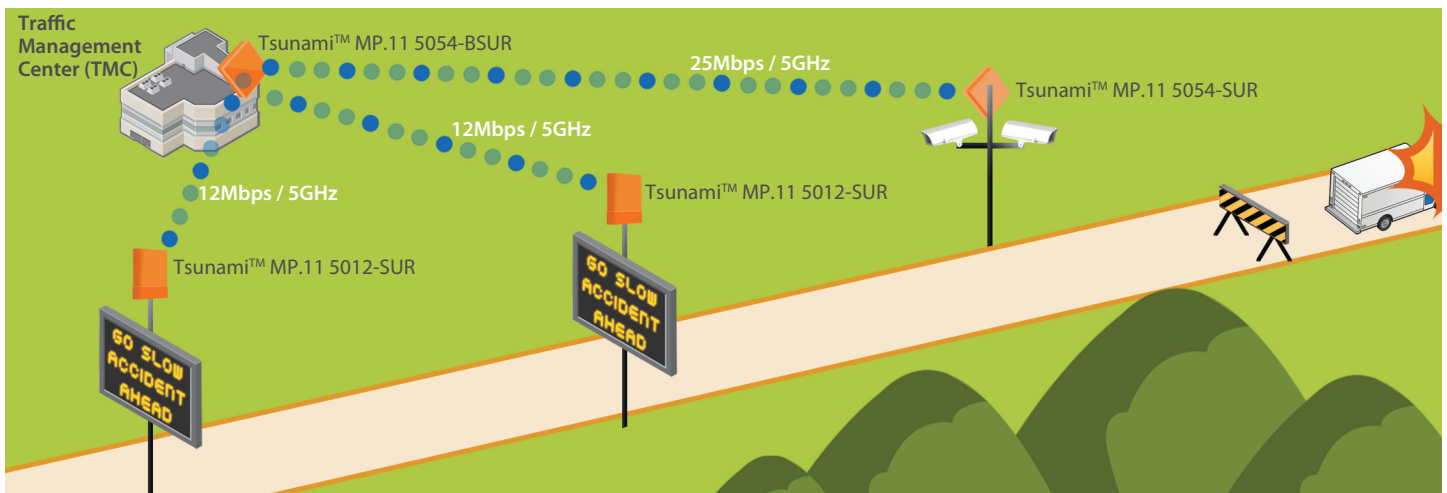 Traffic
Management
Center (TMC)
Tsunami™ MP.11 5054-BSUR
25Mbps / 5GHz
Tsunami™ MP.11 5054-SUR
12Mbps / 5GHz
Tsunami™ MP.11 5012-SUR
12Mbps / 5GHz
Tsunami™ MP.11 5012-SUR
GO SLOW
ACCIDENT
AHEAD
GO SLOW
ACCIDENT
AHEAD